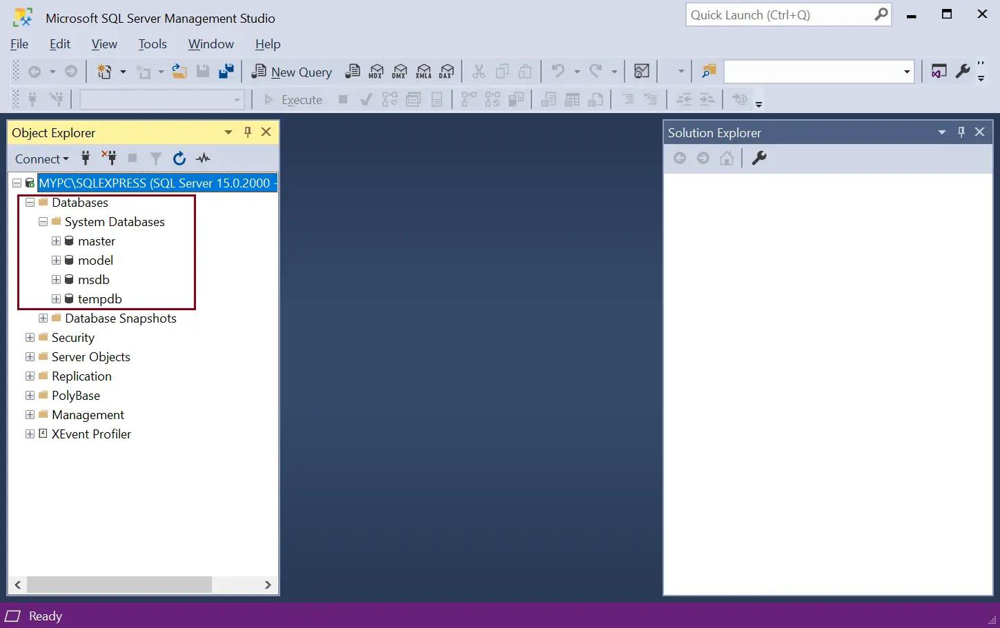 Microsoft SQL Server Management Studio
Quick Launch (Ctrl+Q)
File Edit View Tools Window Help
New Query MDX DMX XMLA DAX
Execute
Object Explorer
Connect
MYPC\SQLEXPRESS (SQL Server 15.0.2000 -
Databases
System Databases
master
model
msdb
tempdb
Database Snapshots
Security
Server Objects
Replication
PolyBase
Management
XEvent Profiler
Solution Explorer
Ready